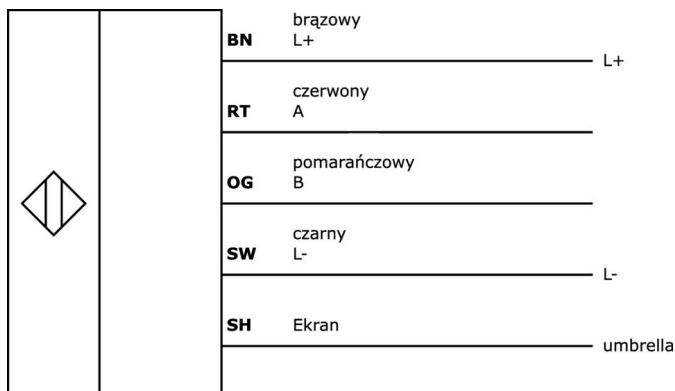 brązowy
BN L+
L+
czerwony
RT A
pomarańczowy
OG B
czarny
SW L-
L-
SH Ekran
umbrella